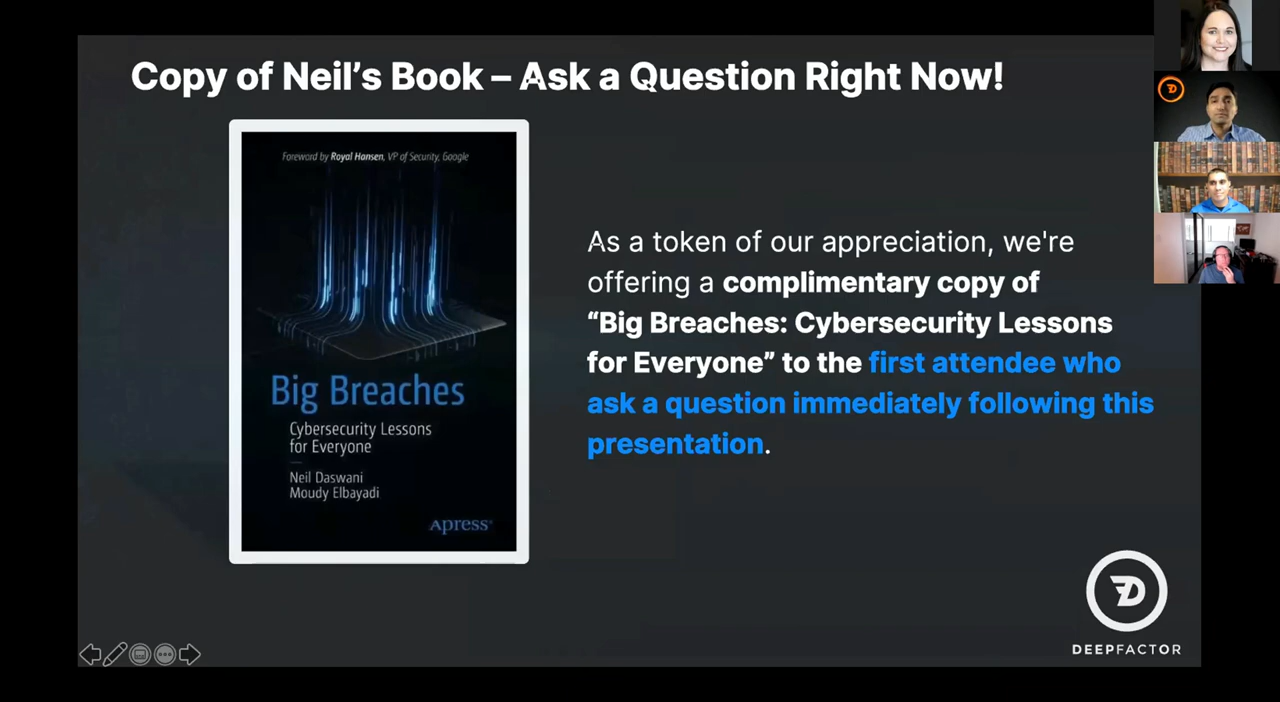 Copy of Neil's Book – Ask a Question Right Now!
Foreword by Royal Hansen, VP of Security, Google
Big Breaches
Cybersecurity Lessons
for Everyone
Neil Daswani
Moudy Elbayadi
Apress®
As a token of our appreciation, we're
offering a complimentary copy of
“Big Breaches: Cybersecurity Lessons
for Everyone” to the first attendee who
ask a question immediately following this
presentation.
DEEPFACTOR